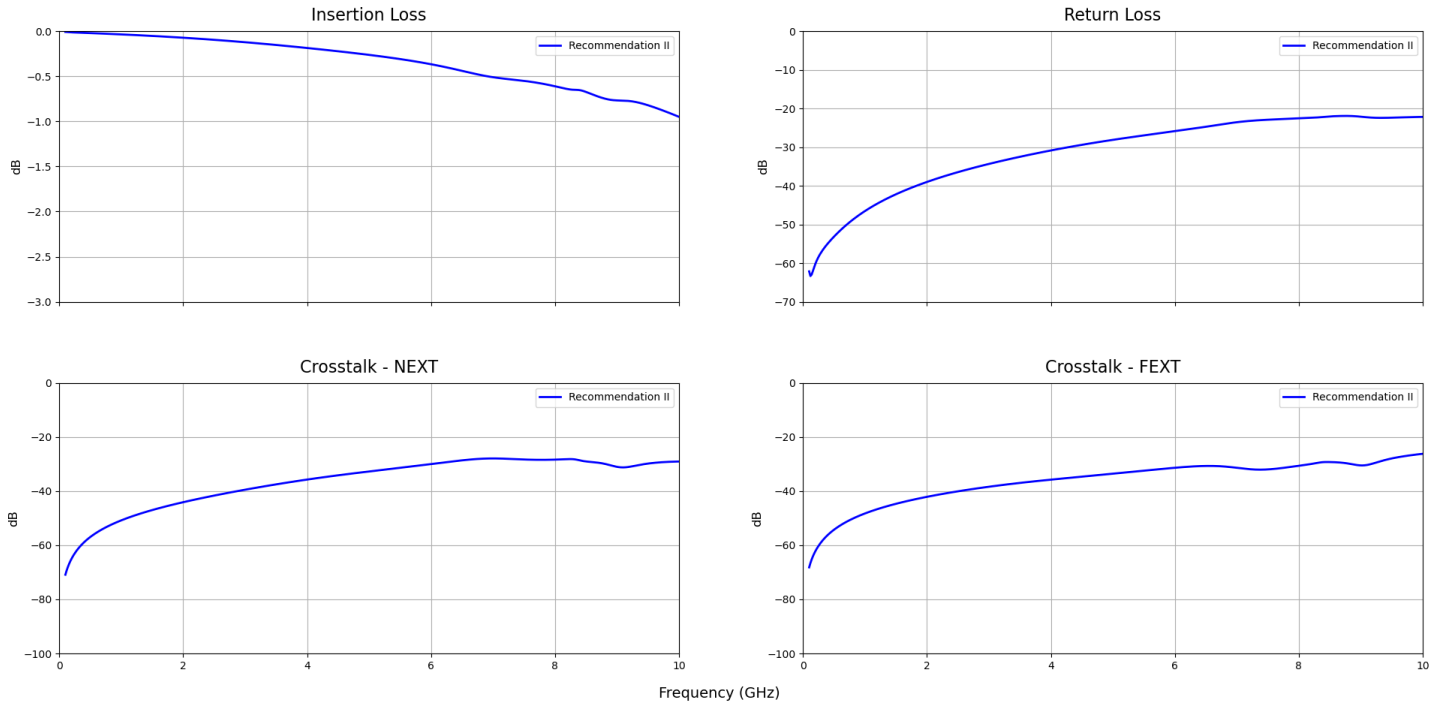 Insertion Loss
0.0
−0.5
−1.0
−1.5
−2.0
−2.5
−3.0
dB
Recommendation II
Return Loss
0
−10
−20
−30
−40
−50
−60
−70
dB
Recommendation II
Crosstalk - NEXT
0
−20
−40
−60
−80
−100
dB
Recommendation II
0 2 4 6 8 10
Crosstalk - FEXT
0
−20
−40
−60
−80
−100
dB
Recommendation II
0 2 4 6 8 10
Frequency (GHz)